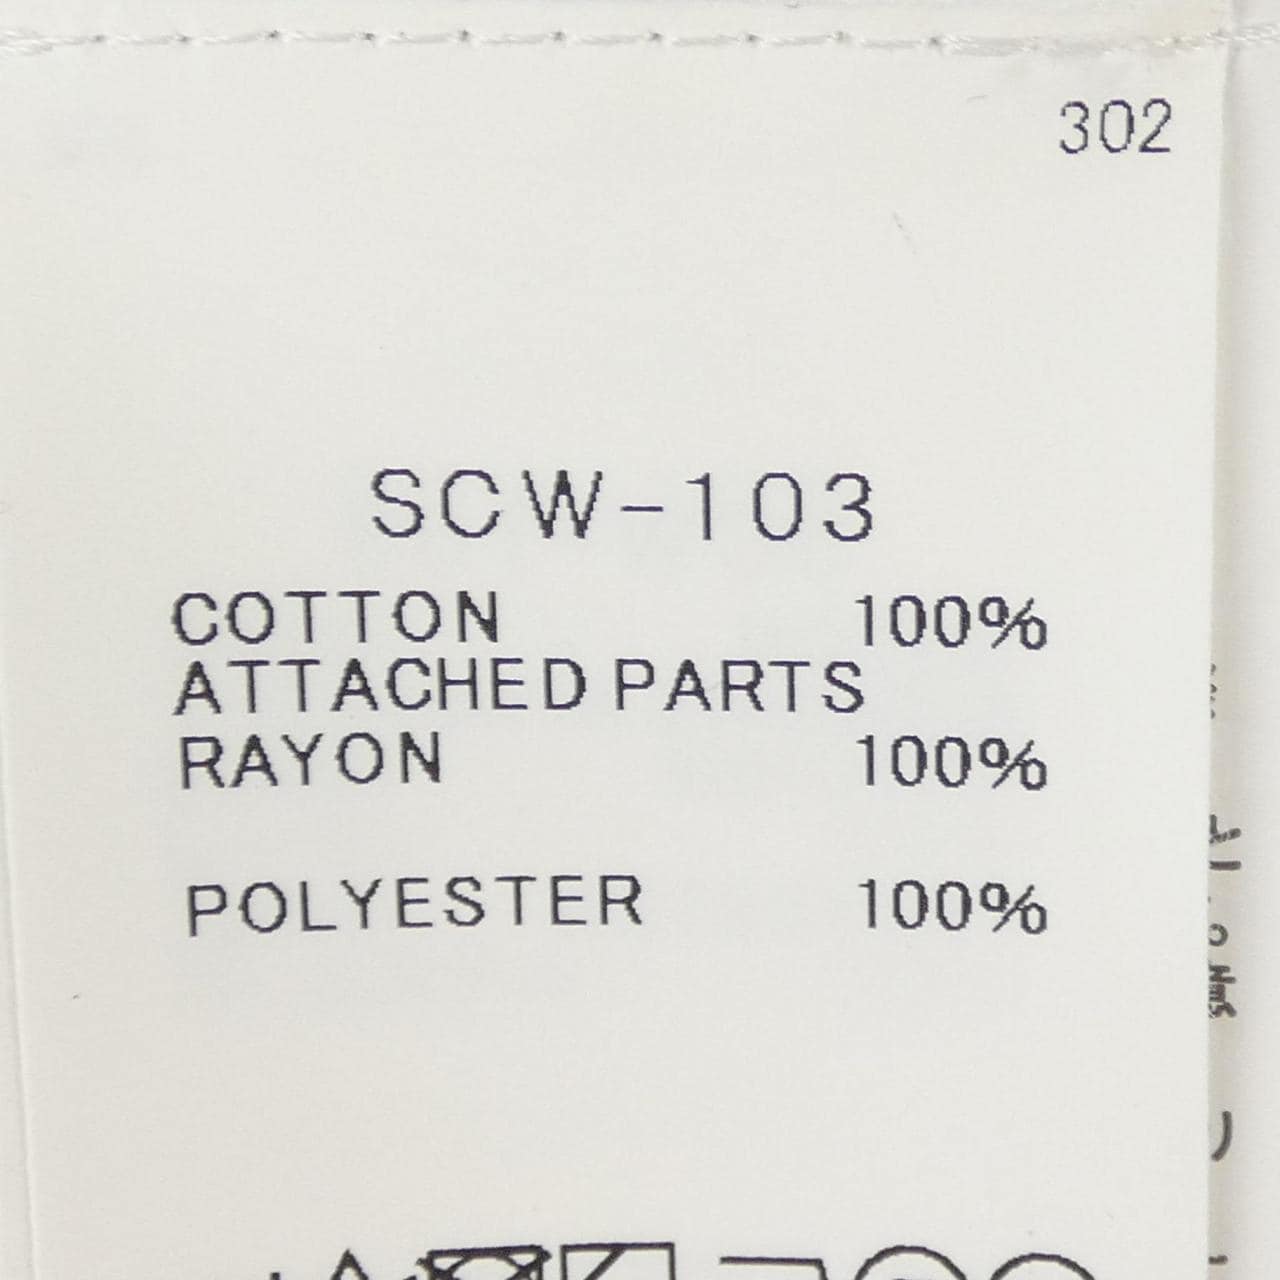 302
SCW-103
COTTON 100%
ATTACHED PARTS
RAYON 100%
POLYESTER 100%